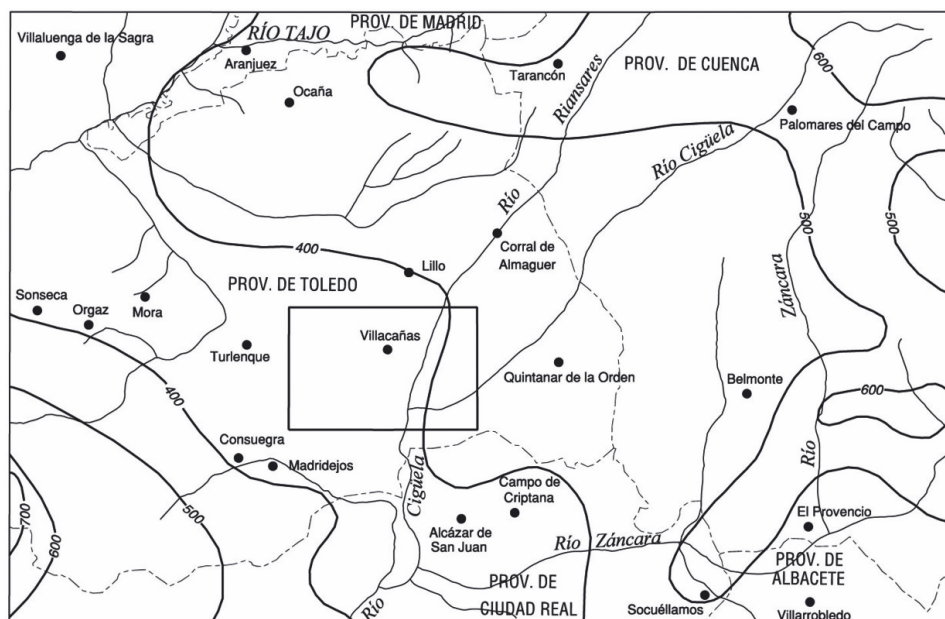 PROV. DE MADRID
Villaluenga de la Sagra
RÍO TAJO
Aranjuez
Tarancón
PROV. DE CUENCA
600
Ocaña
Riansares
Palomares del Campo
Río Cigüela
Río
500
500
400
Corral de
Almaguer
Lillo
PROV. DE TOLEDO
Záncara
Sonseca
Orgaz
Mora
Turlenque
Villacañas
Quintanar de la Orden
Belmonte
400
600
Consuegra
Madridejos
Río
Cigüela
Campo de
Criptana
500
700
600
Alcázar de
San Juan
El Provencio
Río Záncara
PROV. DE
ALBACETE
PROV. DE
CIUDAD REAL
Río
Socuéllamos
Villarrobledo